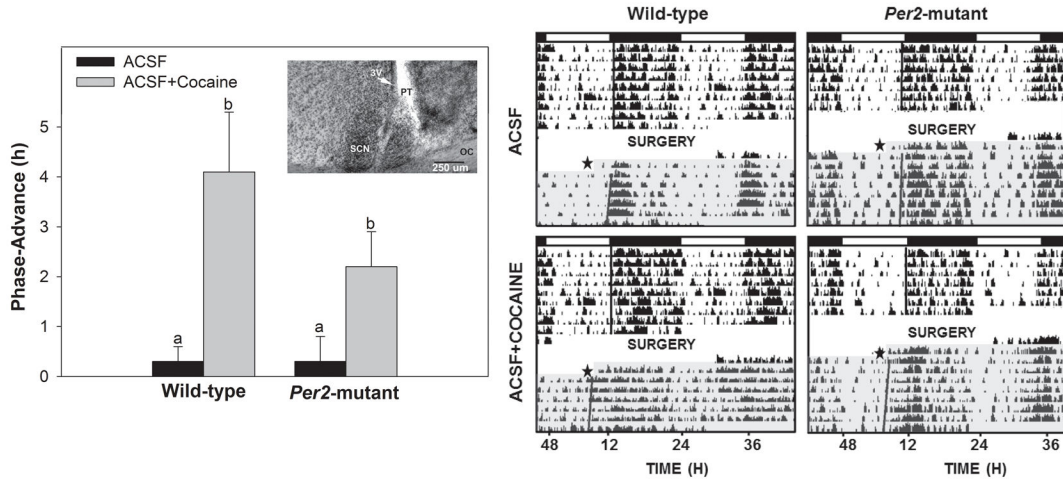 ACSF
ACSF+Cocaine
b
b
a
a
3V
PT
SCN
OC
250 um
Phase-Advance (h)
5
4
3
2
1
0
Wild-type
Per2-mutant
Wild-type
Per2-mutant
ACSF
SURGERY
SURGERY
ACSF+COCAINE
SURGERY
SURGERY
48 12 24 36
48 12 24 36
TIME (H)
TIME (H)